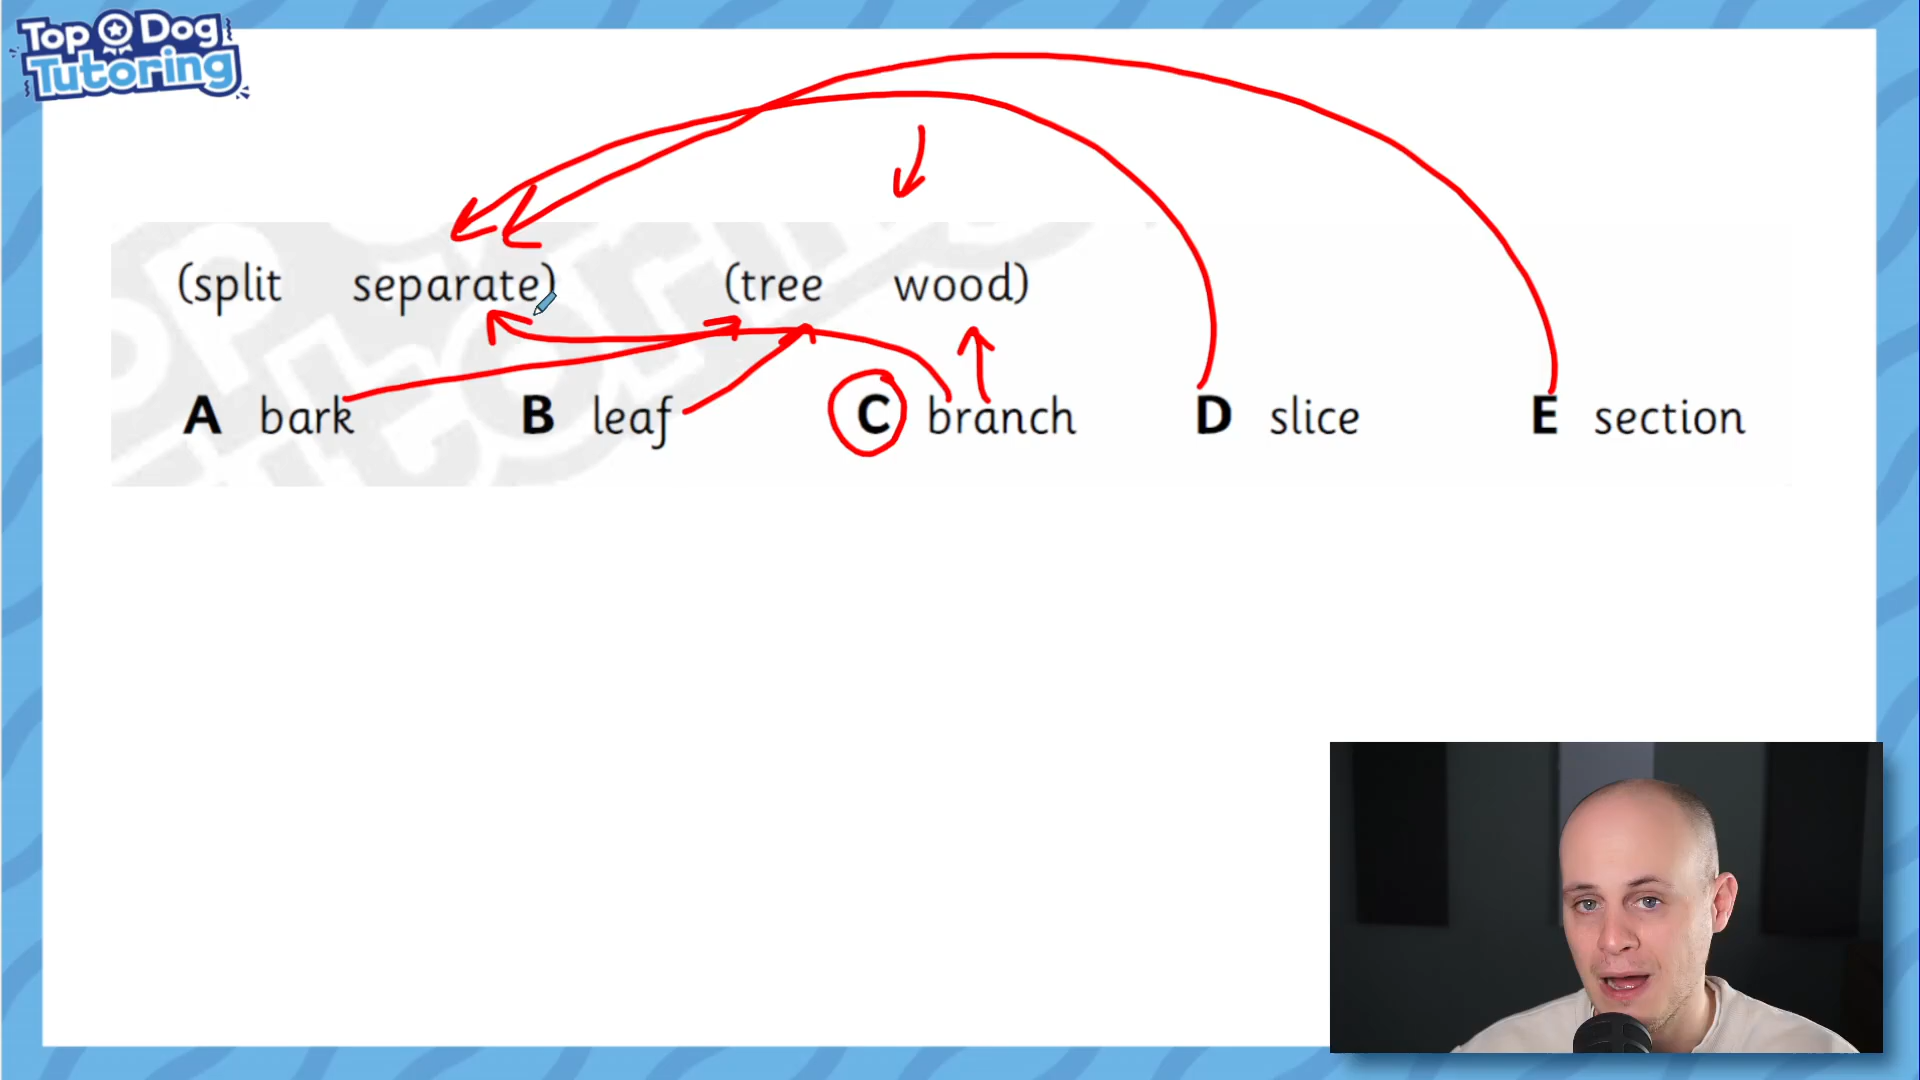 Top Dog
Tutoring
(split separate) (tree wood)
A bark B leaf C branch D slice E section